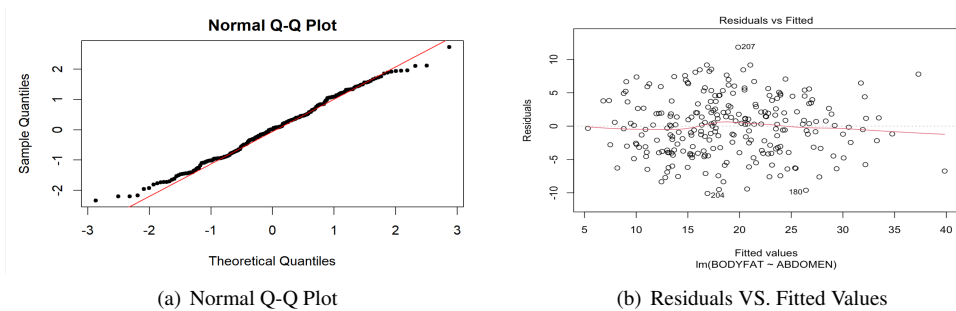 Normal Q-Q Plot
Sample Quantiles
2
1
0
-1
-2
-3 -2 -1 0 1 2 3
Theoretical Quantiles
(a) Normal Q-Q Plot
Residuals vs Fitted
Residuals
10
5
0
-5
-10
207
204
180
5 10 15 20 25 30 35 40
Fitted values
lm(BODYFAT ~ ABDOMEN)
(b) Residuals VS. Fitted Values